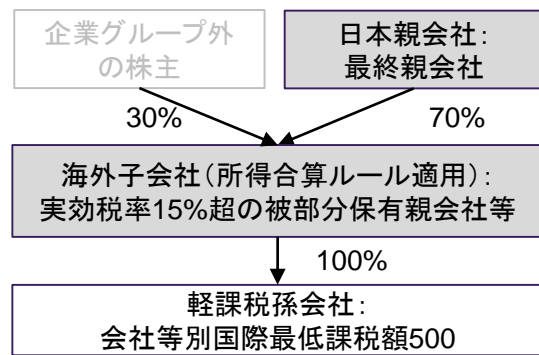 企業グループ外
の株主
日本親会社：
最終親会社
30%
70%
海外子会社（所得合算ルール適用）：
実効税率15%超の被部分保有親会社等
100%
軽課税孫会社：
会社等別国際最低課税額500